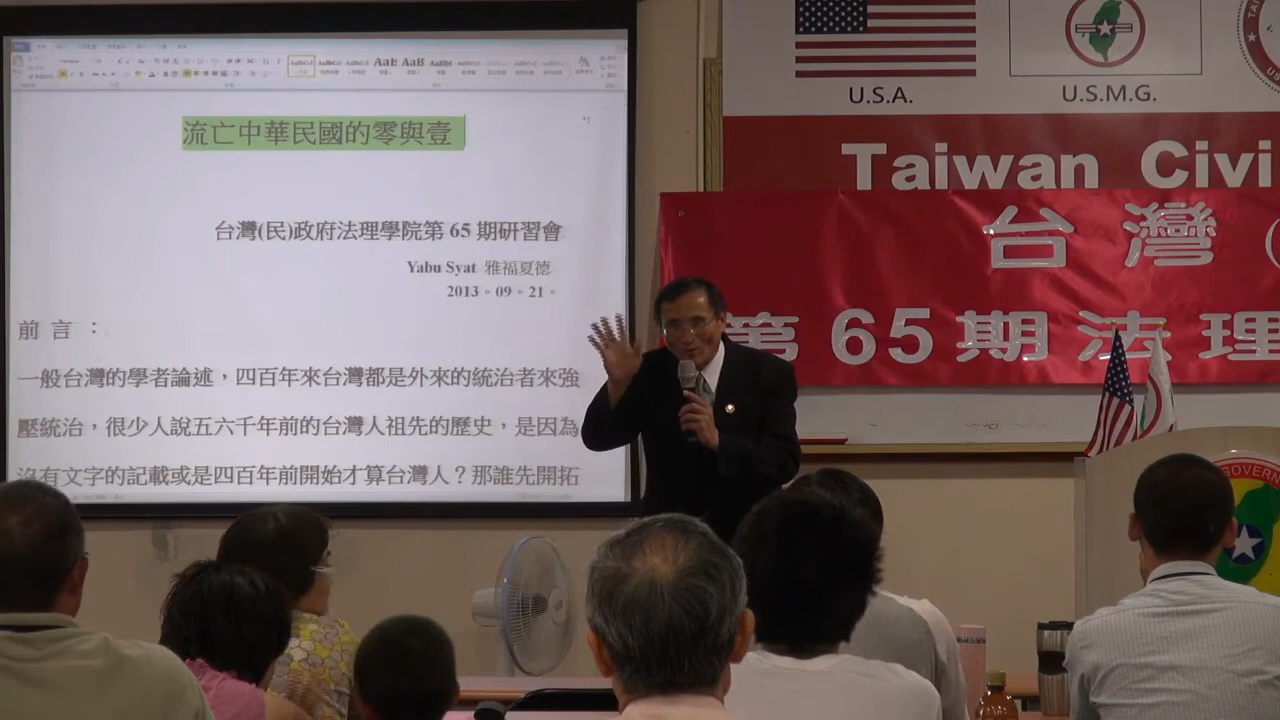 流亡中華民國的零與壹
台灣(民)政府法理學院第 65 期研習會
Yabu Syat 雅福夏德
2013。09。21。
前言：
一般台灣的學者論述，四百年來台灣都是外來的統治者來強
壓統治，很少人說五六千年前的台灣人祖先的歷史，是因為
沒有文字的記載或是四百年前開始才算台灣人？那誰先開拓
U.S.A.
U.S.M.G.
Taiwan Civi
台灣(
第65期法理
GOVERN